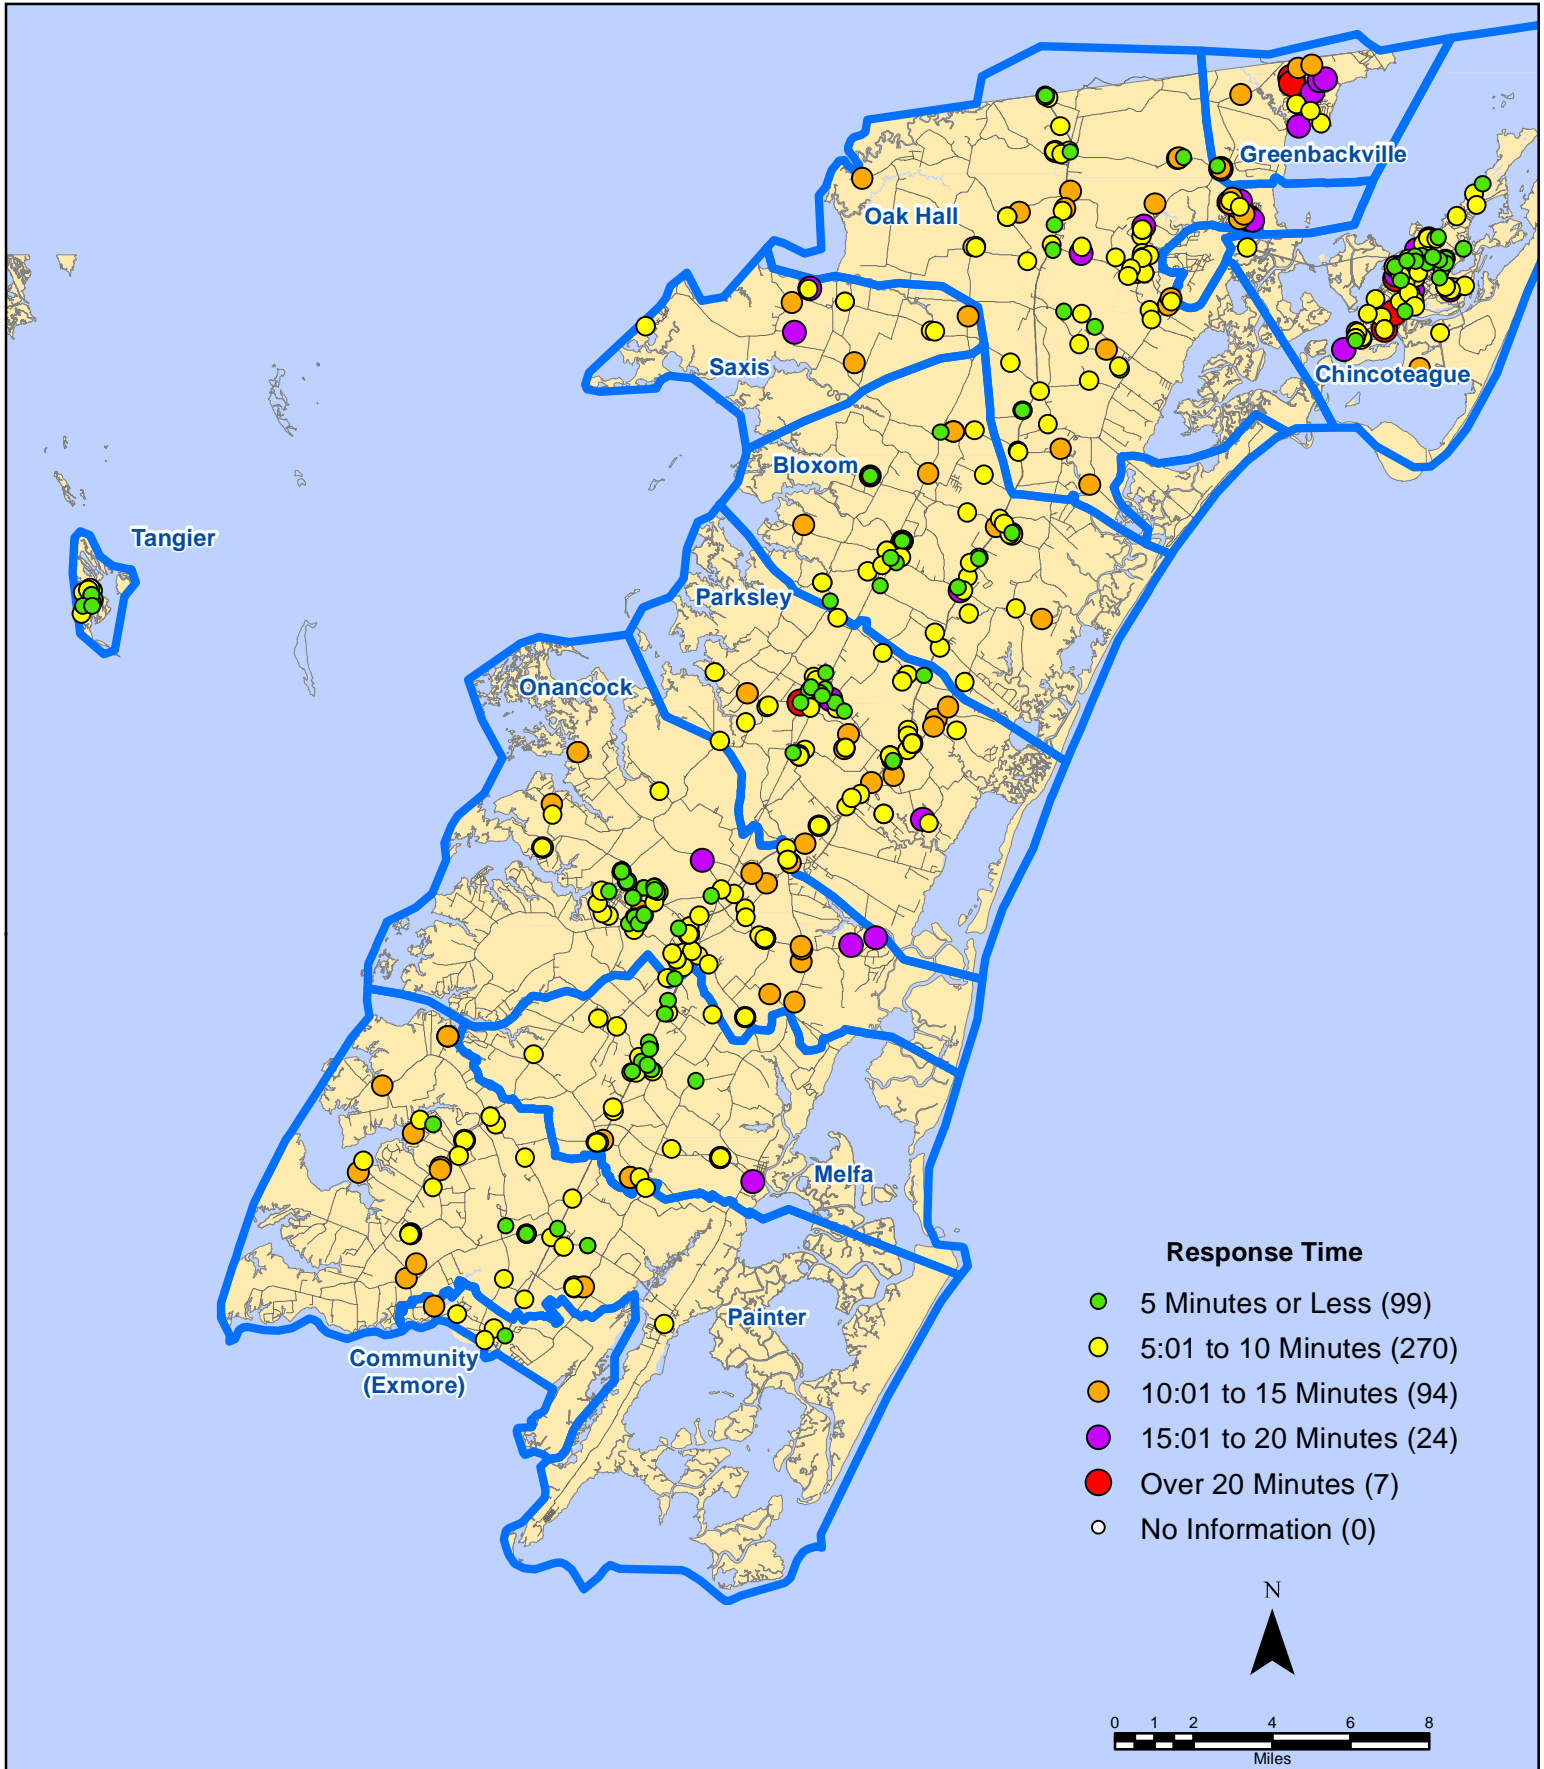 Greenbackville
Oak Hall
Saxis
Chincoteague
Bloxom
Tangier
Parksley
Onancock
Melfa
Painter
Community
(Exmore)
Response Time
5 Minutes or Less (99)
5:01 to 10 Minutes (270)
10:01 to 15 Minutes (94)
15:01 to 20 Minutes (24)
Over 20 Minutes (7)
No Information (0)
N
0 1 2 4 6 8
Miles